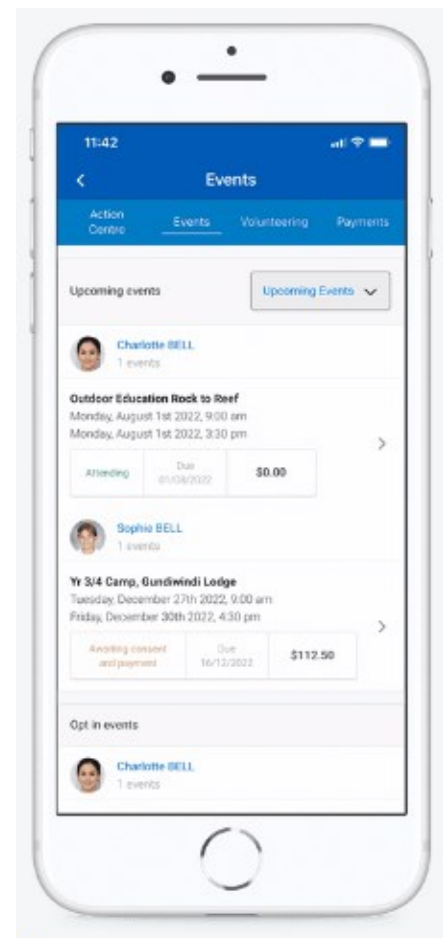 11:42
Events
Action
Centre
Events
Volunteering
Payments
Upcoming events
Upcoming Events
Charlotte BELL
1 events
Outdoor Education Rock to Reef
Monday, August 1st 2022, 9:00 am
Monday, August 1st 2022, 3:30 pm
Attending
Due
01/08/2022
$0.00
Sophie BELL
1 events
Yr 3/4 Camp, Gundiwindi Lodge
Tuesday, December 27th 2022, 9:00 am
Friday, December 30th 2022, 4:30 pm
Awaiting consent
and payment
Due
16/12/2022
$112.50
Opt in events
Charlotte BELL
1 events